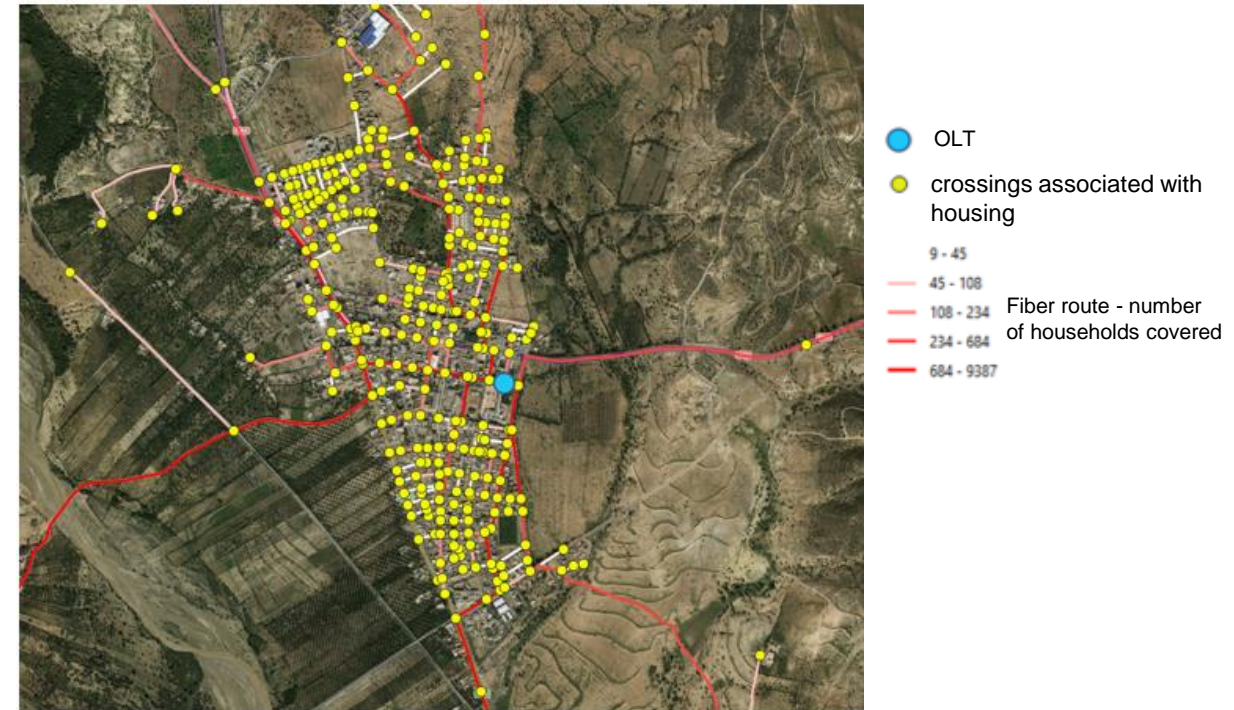 OLT
crossings associated with
housing
9 - 45
45 - 108
108 - 234
234 - 684
684 - 9387
Fiber route - number
of households covered